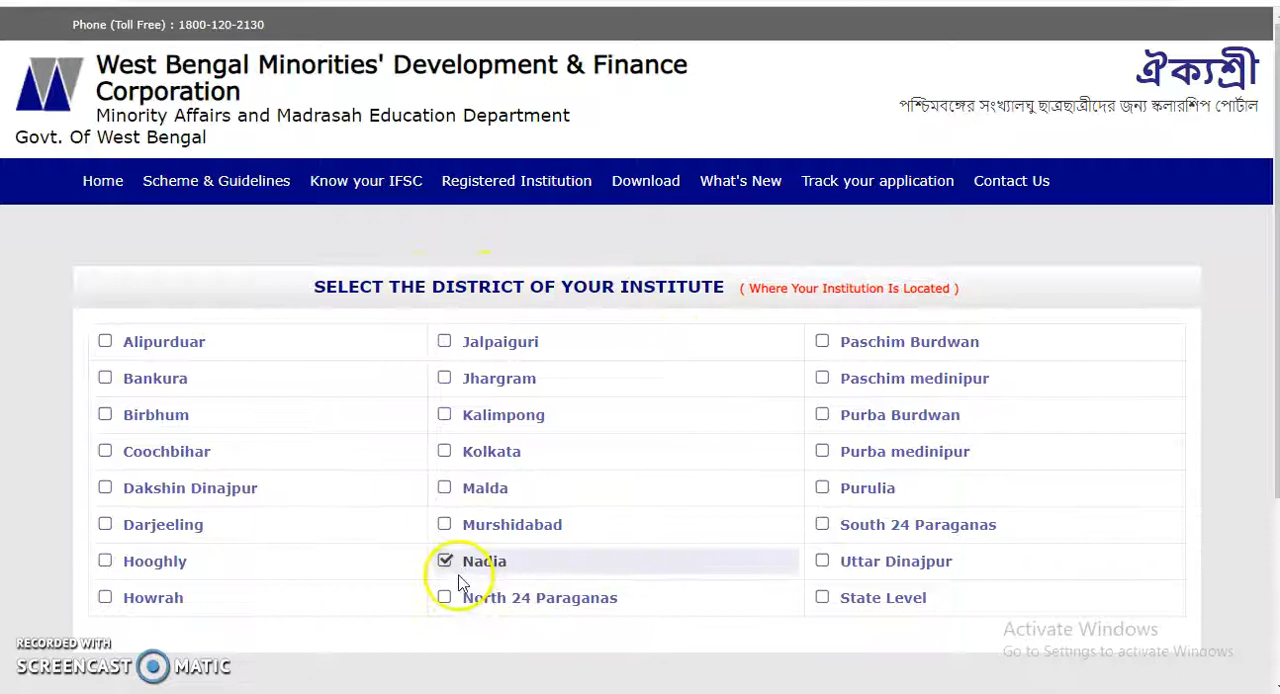 Phone (Toll Free) : 1800-120-2130
West Bengal Minorities' Development & Finance
Corporation
Minority Affairs and Madrasah Education Department
Govt. Of West Bengal
ঐক্যশ্রী
পশ্চিমবঙ্গের সংখ্যালঘু ছাত্রছাত্রীদের জন্য স্কলারশিপ পোর্টাল
Home Scheme & Guidelines Know your IFSC Registered Institution Download What's New Track your application Contact Us
SELECT THE DISTRICT OF YOUR INSTITUTE ( Where Your Institution Is Located )
Alipurduar Jalpaiguri Paschim Burdwan
Bankura Jhargram Paschim medinipur
Birbhum Kalimpong Purba Burdwan
Coochbihar Kolkata Purba medinipur
Dakshin Dinajpur Malda Purulia
Darjeeling Murshidabad South 24 Paraganas
Hooghly Nadia Uttar Dinajpur
Howrah North 24 Paraganas State Level
Activate Windows
Go to Settings to activate Windows.
RECORDED WITH
SCREENCAST MATIC